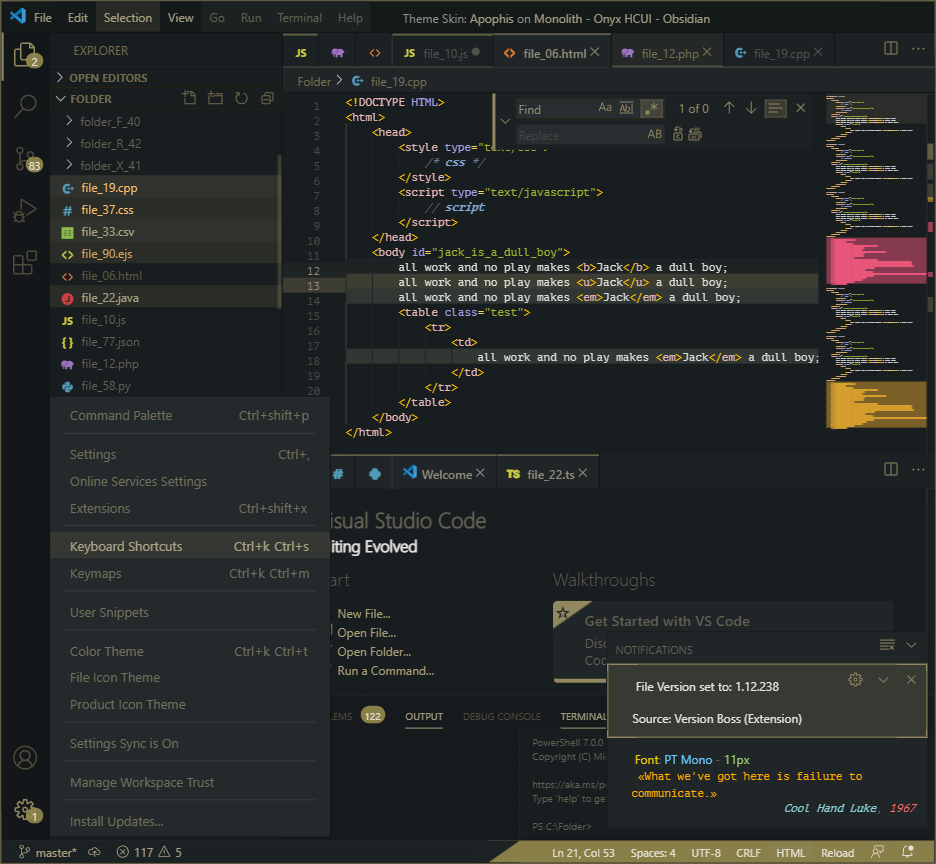 File Edit Selection View Go Run Terminal Help Theme Skin: Apophis on Monolith - Onyx HCUI - Obsidian
2
83
EXPLORER
OPEN EDITORS
FOLDER
folder_F_40
folder_R_42
folder_X_41
file_19.cpp
# file_37.css
file_33.csv
<> file_90.ejs
<> file_06.html
J file_22.java
JS file_10.js
{} file_77.json
file_12.php
file_58.py
JS <> JS file_10.js <> file_06.html file_12.php file_19.cpp
Folder > file_19.cpp
Find Aa Ab .* 1 of 0
Replace AB
1 <!DOCTYPE HTML>
2 <html>
3 <head>
4 <style type="text/css">
5 /* css */
6 </style>
7 <script type="text/javascript">
8 // script
9 </script>
10 </head>
11 <body id="jack_is_a_dull_boy">
12 all work and no play makes <b>Jack</b> a dull boy;
13 all work and no play makes <u>Jack</u> a dull boy;
14 all work and no play makes <em>Jack</em> a dull boy;
15 <table class="test">
16 <tr>
17 <td>
18 all work and no play makes <em>Jack</em> a dull boy;
19 </td>
20 </tr>
</table>
</body>
</html>
Command Palette Ctrl+shift+p
Settings Ctrl+,
Online Services Settings
Extensions Ctrl+shift+x
Keyboard Shortcuts Ctrl+k Ctrl+s
Keymaps Ctrl+k Ctrl+m
User Snippets
Color Theme Ctrl+k Ctrl+t
File Icon Theme
Product Icon Theme
Settings Sync is On
Manage Workspace Trust
Install Updates...
1
# Welcome TS file_22.ts
isual Studio Code
iting Evolved
art
New File...
Open File...
Open Folder...
Run a Command...
Walkthroughs
Get Started with VS Code
Disc
Coc
LEMS 122 OUTPUT DEBUG CONSOLE TERMINAL
PowerShell 7.0.0
Copyright (C) Mi
https://aka.ms/p
Type 'help' to ge
PS C:\Folder>
NOTIFICATIONS
File Version set to: 1.12.238
Source: Version Boss (Extension)
Font: PT Mono - 11px
«What we've got here is failure to
communicate.»
Cool Hand Luke, 1967
master* 117 5 Ln 21, Col 53 Spaces: 4 UTF-8 CRLF HTML Reload